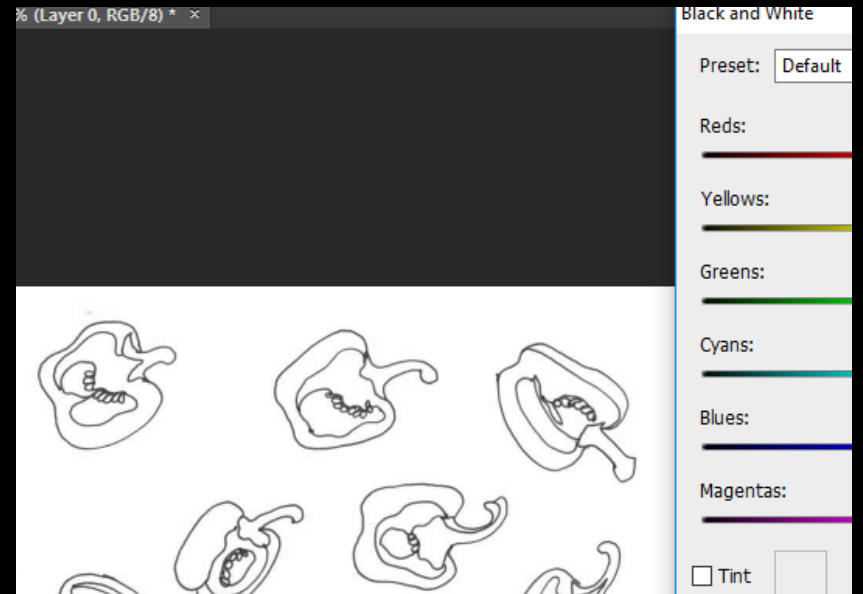 % (Layer 0, RGB/8) * ×
Black and White
Preset: Default
Reds:
Yellows:
Greens:
Cyans:
Blues:
Magentas:
Tint